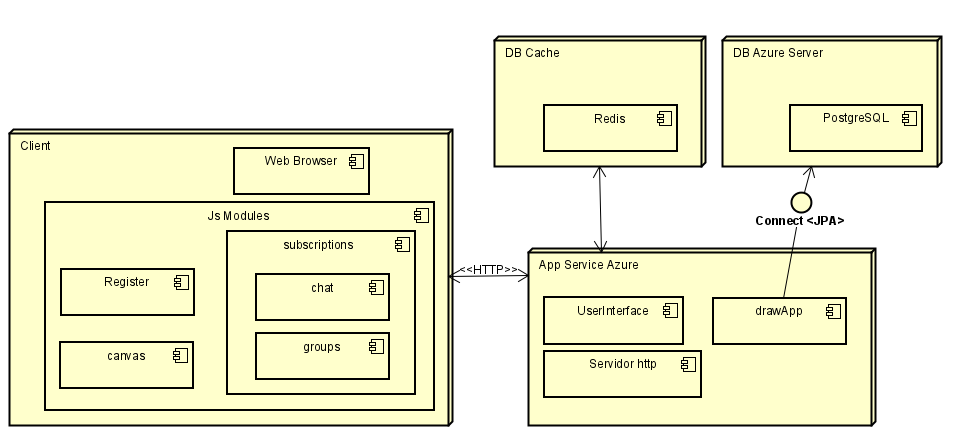 DB Cache
Redis
DB Azure Server
PostgreSQL
Client
Web Browser
Js Modules
subscriptions
Register
chat
groups
canvas
<<HTTP>>
Connect <JPA>
App Service Azure
UserInterface
drawApp
Servidor http